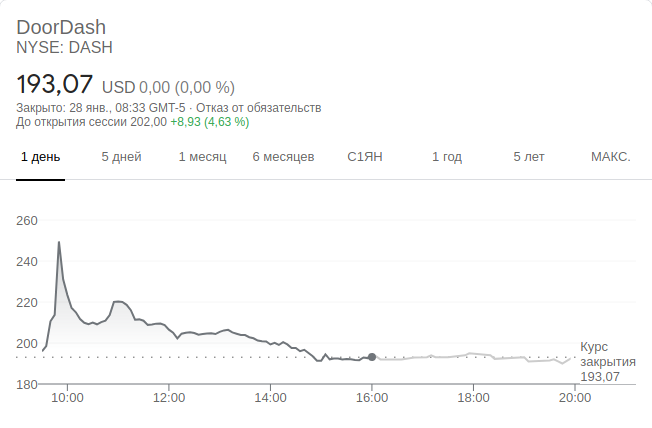 DoorDash
NYSE: DASH
193,07 USD 0,00 (0,00 %)
Закрыто: 28 янв., 08:33 GMT-5 · Отказ от обязательств
До открытия сессии 202,00 +8,93 (4,63 %)
1 день 5 дней 1 месяц 6 месяцев С1ЯН 1 год 5 лет МАКС.
260
240
220
200
180
Курс
закрытия
193,07
10:00 12:00 14:00 16:00 18:00 20:00